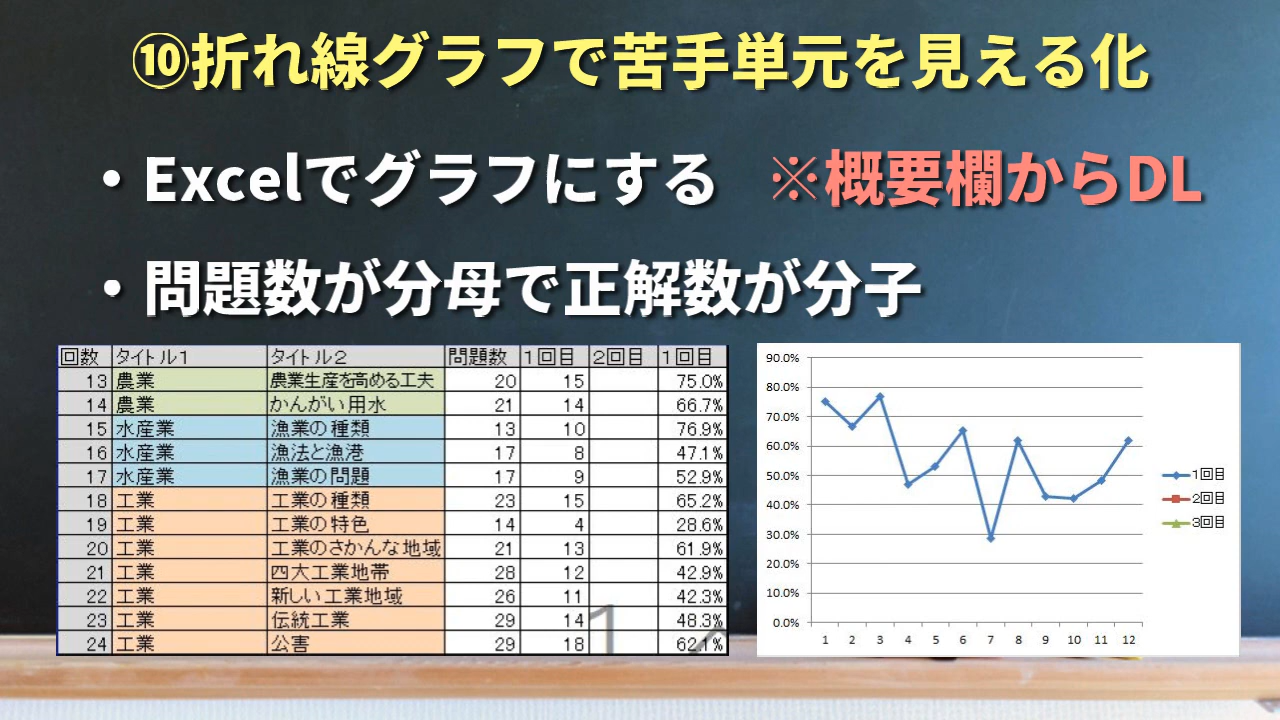 ⑩折れ線グラフで苦手単元を見える化
・Excelでグラフにする ※概要欄からDL
・問題数が分母で正解数が分子
回数 タイトル1 タイトル2 問題数 1回目 2回目 1回目
13 農業 農業生産を高める工夫 20 15 75.0%
14 農業 かんがい用水 21 14 66.7%
15 水産業 漁業の種類 13 10 76.9%
16 水産業 漁法と漁港 17 8 47.1%
17 水産業 漁業の問題 17 9 52.9%
18 工業 工業の種類 23 15 65.2%
19 工業 工業の特色 14 4 28.6%
20 工業 工業のさかんな地域 21 13 61.9%
21 工業 四大工業地帯 28 12 42.9%
22 工業 新しい工業地域 26 11 42.3%
23 工業 伝統工業 29 14 48.3%
24 工業 公害 29 18 62.1%
90.0%
80.0%
70.0%
60.0%
50.0%
40.0%
30.0%
20.0%
10.0%
0.0%
1 2 3 4 5 6 7 8 9 10 11 12
1回目
2回目
3回目